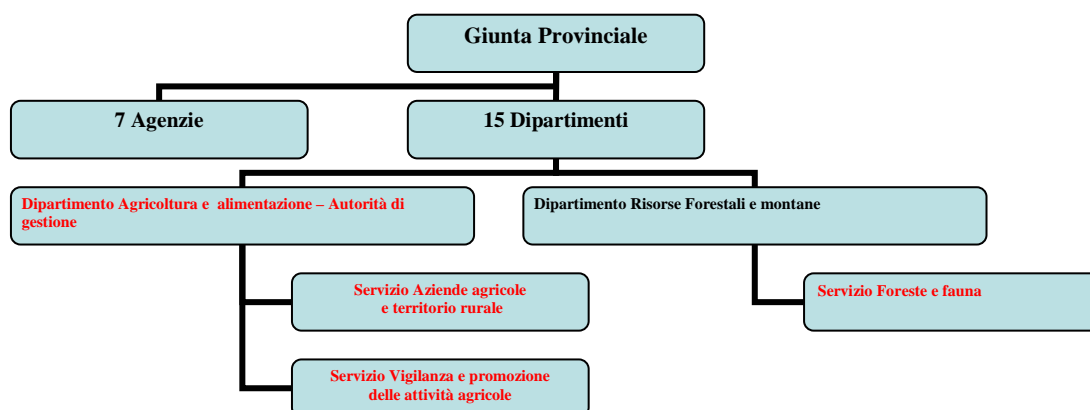 Giunta Provinciale
7 Agenzie
15 Dipartimenti
Dipartimento Agricoltura e alimentazione – Autorità di
gestione
Dipartimento Risorse Forestali e montane
Servizio Aziende agricole
e territorio rurale
Servizio Foreste e fauna
Servizio Vigilanza e promozione
delle attività agricole